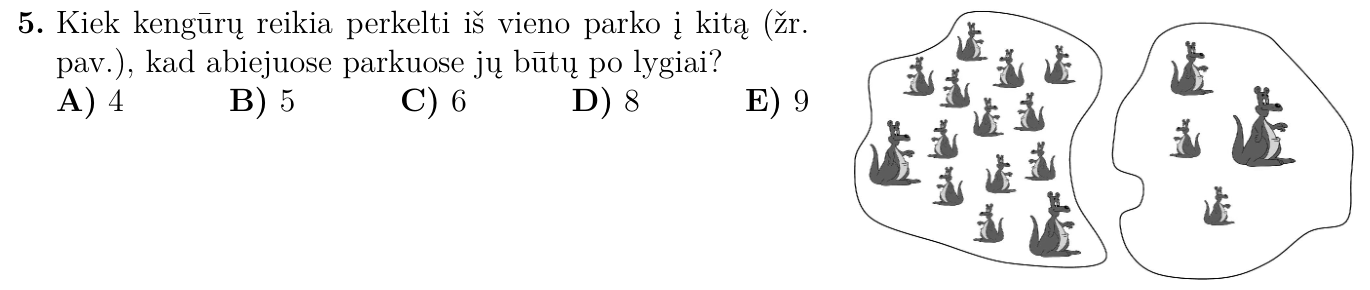 5. Kiek kengūrų reikia perkelti iš vieno parko į kitą (žr.
pav.), kad abiejuose parkuose jų būtų po lygiai?
A) 4 B) 5 C) 6 D) 8 E) 9